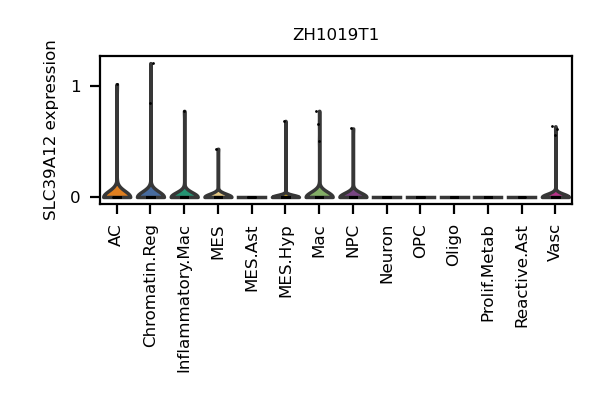 ZH1019T1
SLC39A12 expression
1
0
AC
Chromatin.Reg
Inflammatory.Mac
MES
MES.Ast
MES.Hyp
Mac
NPC
Neuron
OPC
Oligo
Prolif.Metab
Reactive.Ast
Vasc